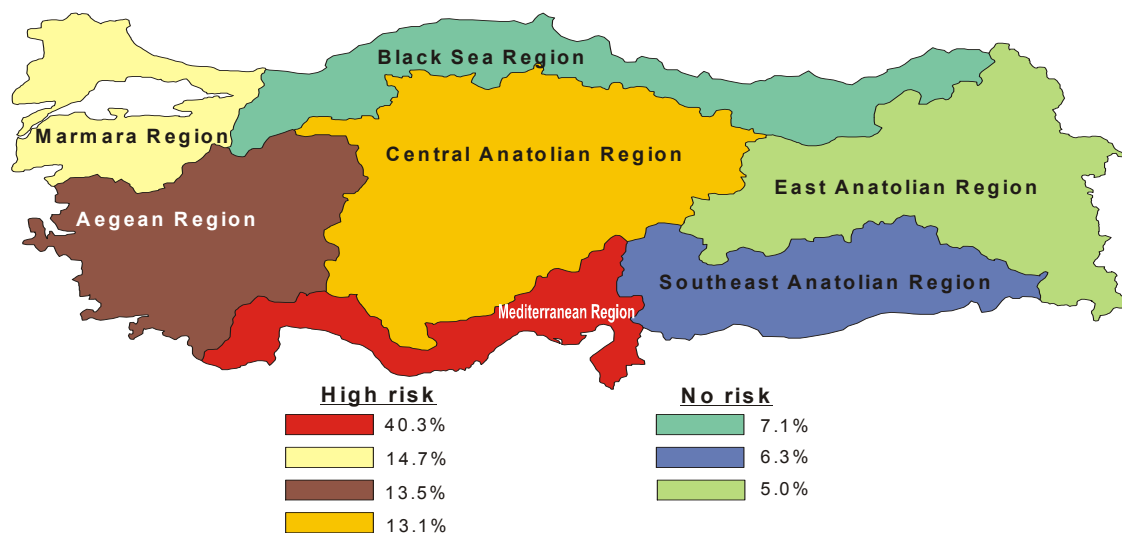 Black Sea Region
Marmara Region
Central Anatolian Region
East Anatolian Region
Aegean Region
Southeast Anatolian Region
Mediterranean Region
High risk
40.3%
14.7%
13.5%
13.1%
No risk
7.1%
6.3%
5.0%